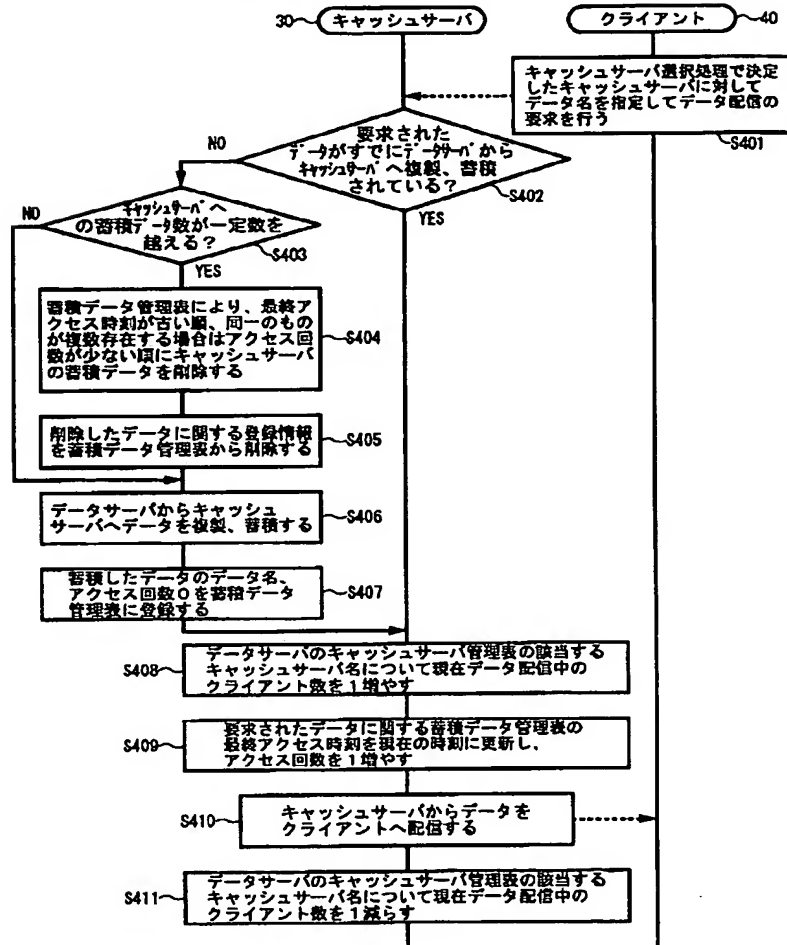 30
キャッシュサーバ
クライアント
40
キャッシュサーバ選択処理で決定
したキャッシュサーバに対して
データ名を指定してデータ配信の
要求を行う
S401
要求された
データがすでにデータサーバから
キャッシュサーバへ複製、蓄積
されている？
S402
NO
YES
キャッシュサーバへ
の蓄積データ数が一定数を
越える？
S403
NO
YES
蓄積データ管理表により、最終ア
クセス時刻が古い順、同一のもの
が複数存在する場合はアクセス回
数が少ない順にキャッシュサーバ
の蓄積データを削除する
S404
削除したデータに関する登録情報
を蓄積データ管理表から削除する
S405
データサーバからキャッシュ
サーバへデータを複製、蓄積する
S406
蓄積したデータのデータ名、
アクセス回数0を蓄積データ
管理表に登録する
S407
データサーバのキャッシュサーバ管理表の該当する
キャッシュサーバ名について現在データ配信中の
クライアント数を1増やす
S408
要求されたデータに関する蓄積データ管理表の
最終アクセス時刻を現在の時刻に更新し、
アクセス回数を1増やす
S409
キャッシュサーバからデータを
クライアントへ配信する
S410
データサーバのキャッシュサーバ管理表の該当する
キャッシュサーバ名について現在データ配信中の
クライアント数を1減らす
S411